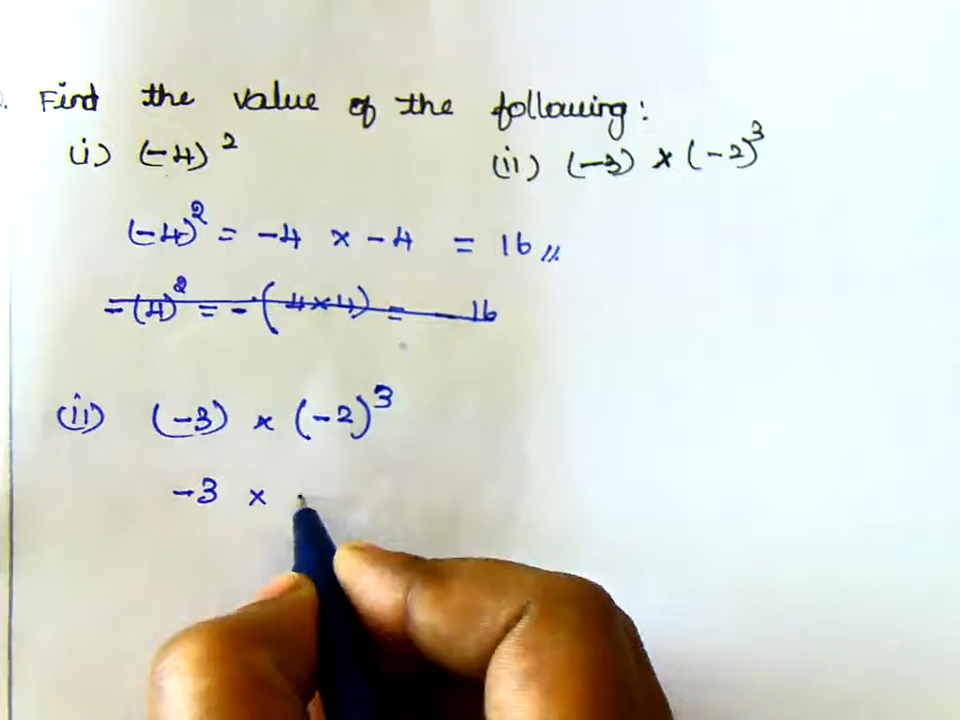 . Find the value of the following:
(i) (-4)² (ii) (-3) × (-2)³
(-4)² = -4 × -4 = 16 //
-(4)² = -(4×4) = - 16
(ii) (-3) × (-2)³
-3 ×